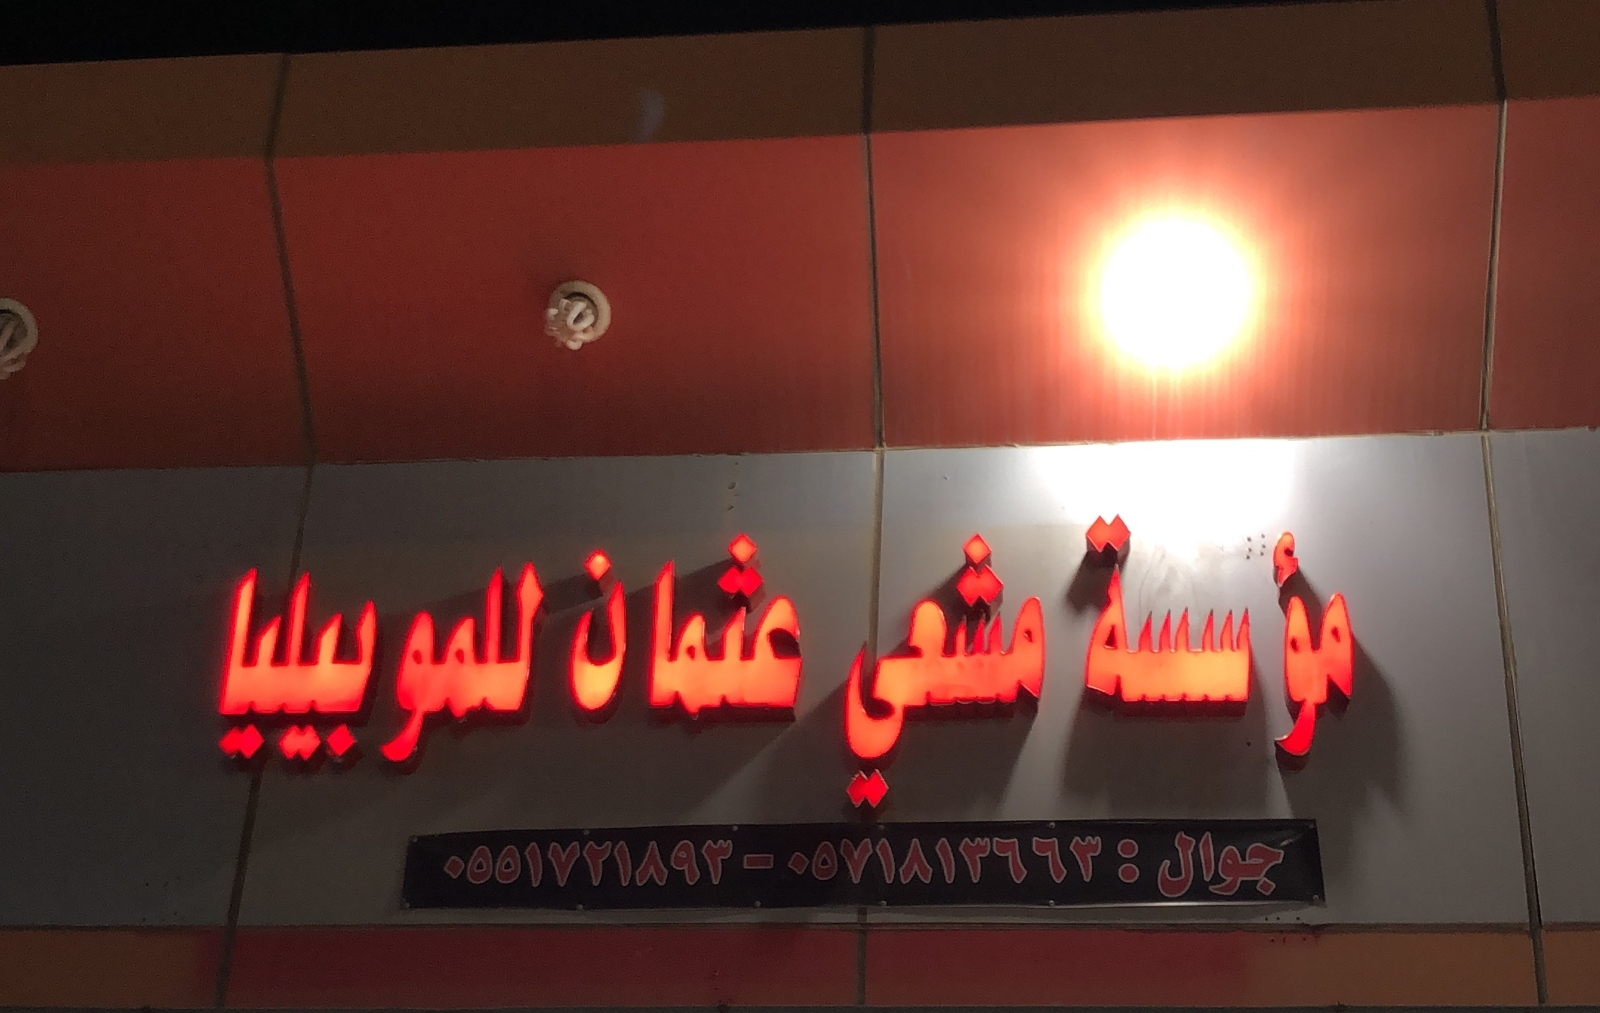 مؤسسة مشعي عثمان للموبيليا
جوال : ٠٥٧١٨١٣٦٦٣ - ٠٥٥١٧٢١٨٩٣